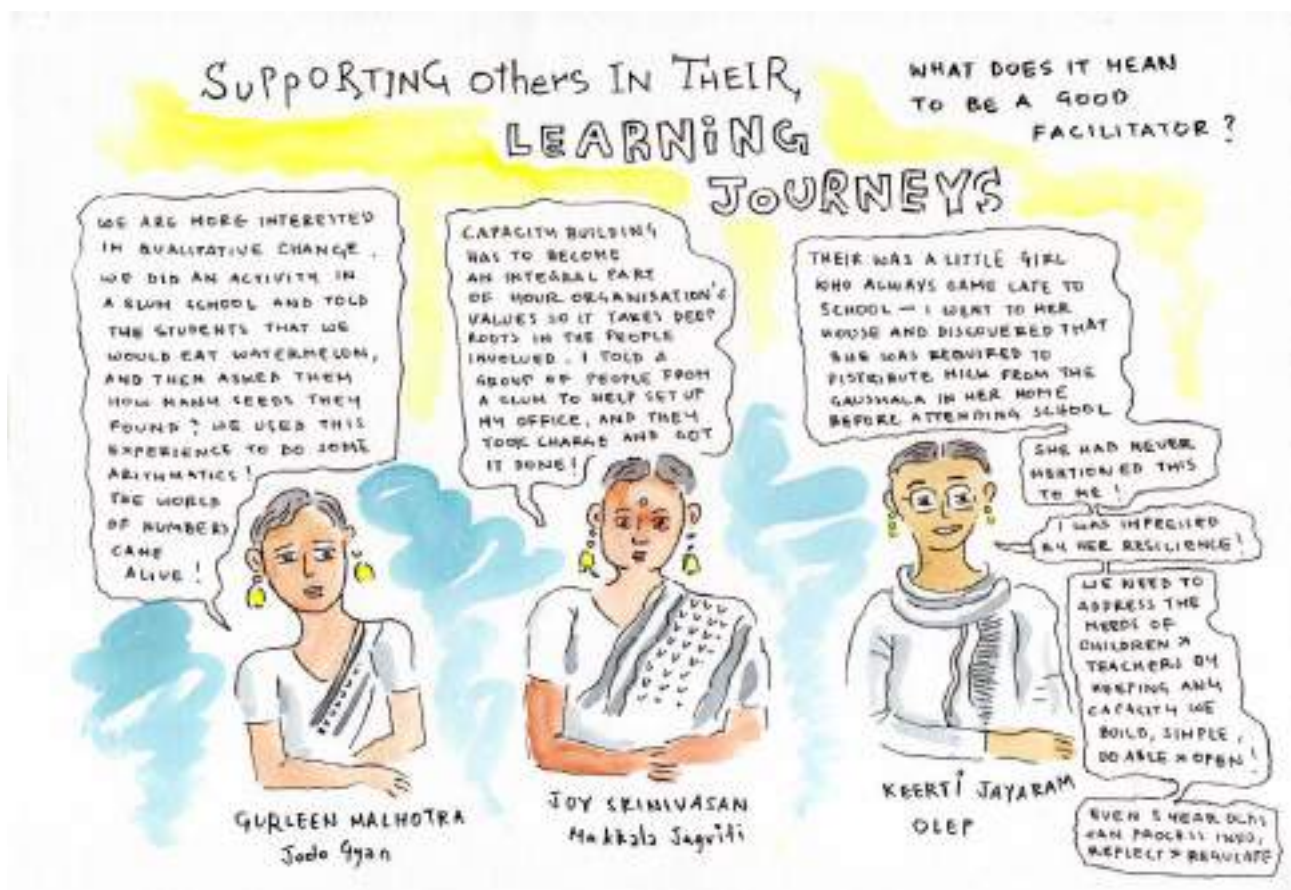 SUPPORTING others IN THEIR,
LEARNING
JOURNEYS
WHAT DOES IT MEAN
TO BE A GOOD
FACILITATOR?
WE ARE MORE INTERESTED
IN QUALITATIVE CHANGE.
WE DID AN ACTIVITY IN
A SLUM SCHOOL AND TOLD
THE STUDENTS THAT WE
WOULD EAT WATERMELON,
AND THEN ASKED THEM
HOW MANY SEEDS THEY
FOUND? WE USED THIS
EXPERIENCE TO DO SOME
ARITHMATICS!
THE WORLD
OF NUMBERS
CAME
ALIVE!
GURLEEN MALHOTRA
Jodo Gyan
CAPACITY BUILDING
HAS TO BECOME
AN INTEGRAL PART
OF YOUR ORGANISATION'S
VALUES SO IT TAKES DEEP
ROOTS IN THE PEOPLE
INVOLVED. I TOLD A
GROUP OF PEOPLE FROM
A SLUM TO HELP SET UP
MY OFFICE, AND THEY
TOOK CHARGE AND GOT
IT DONE!
JOY SRINIVASAN
Makkala Jagriti
THEIR WAS A LITTLE GIRL
WHO ALWAYS CAME LATE TO
SCHOOL - I WENT TO HER
HOUSE AND DISCOVERED THAT
SHE WAS REQUIRED TO
DISTRIBUTE MILK FROM THE
GAUSHALA IN HER HOME
BEFORE ATTENDING SCHOOL
SHE HAD NEVER
MENTIONED THIS
TO ME!
I WAS IMPRESSED
BY HER RESILIENCE!
WE NEED TO
ADDRESS THE
NEEDS OF
CHILDREN &
TEACHERS BY
KEEPING ANY
CAPACITY WE
BUILD, SIMPLE,
DO ABLE & OPEN!
EVEN 5 YEAR OLDS
CAN PROCESS INFO,
REFLECT & REGULATE
KEERTI JAYARAM
OLEP